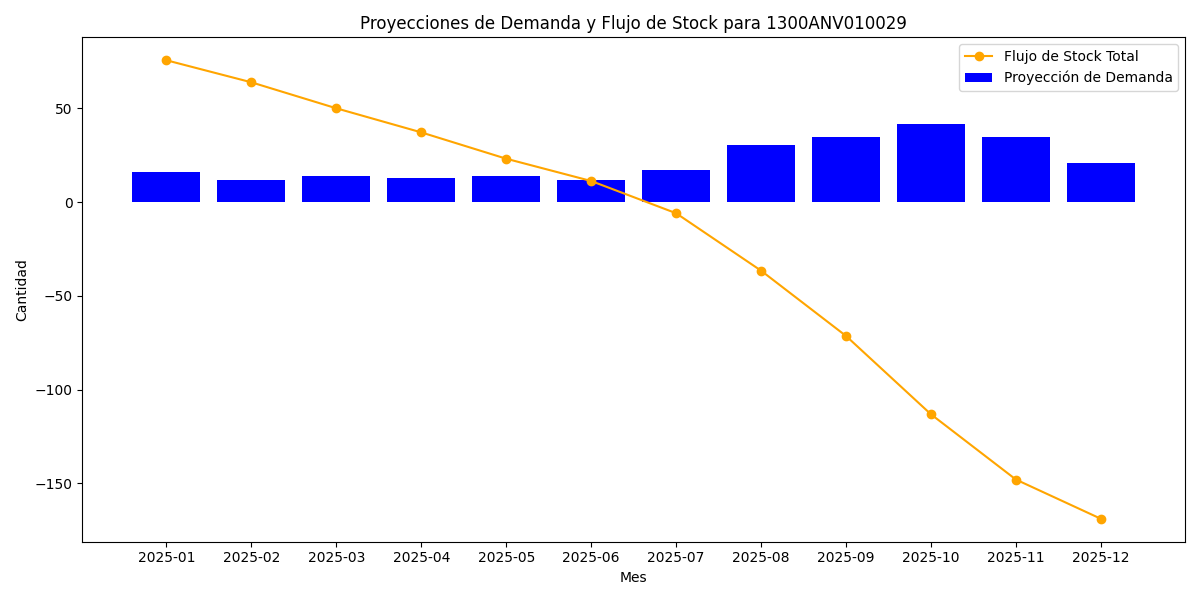 Proyecciones de Demanda y Flujo de Stock para 1300ANV010029
Flujo de Stock Total
Proyección de Demanda
Cantidad
50
0
−50
−100
−150
2025-01 2025-02 2025-03 2025-04 2025-05 2025-06 2025-07 2025-08 2025-09 2025-10 2025-11 2025-12
Mes